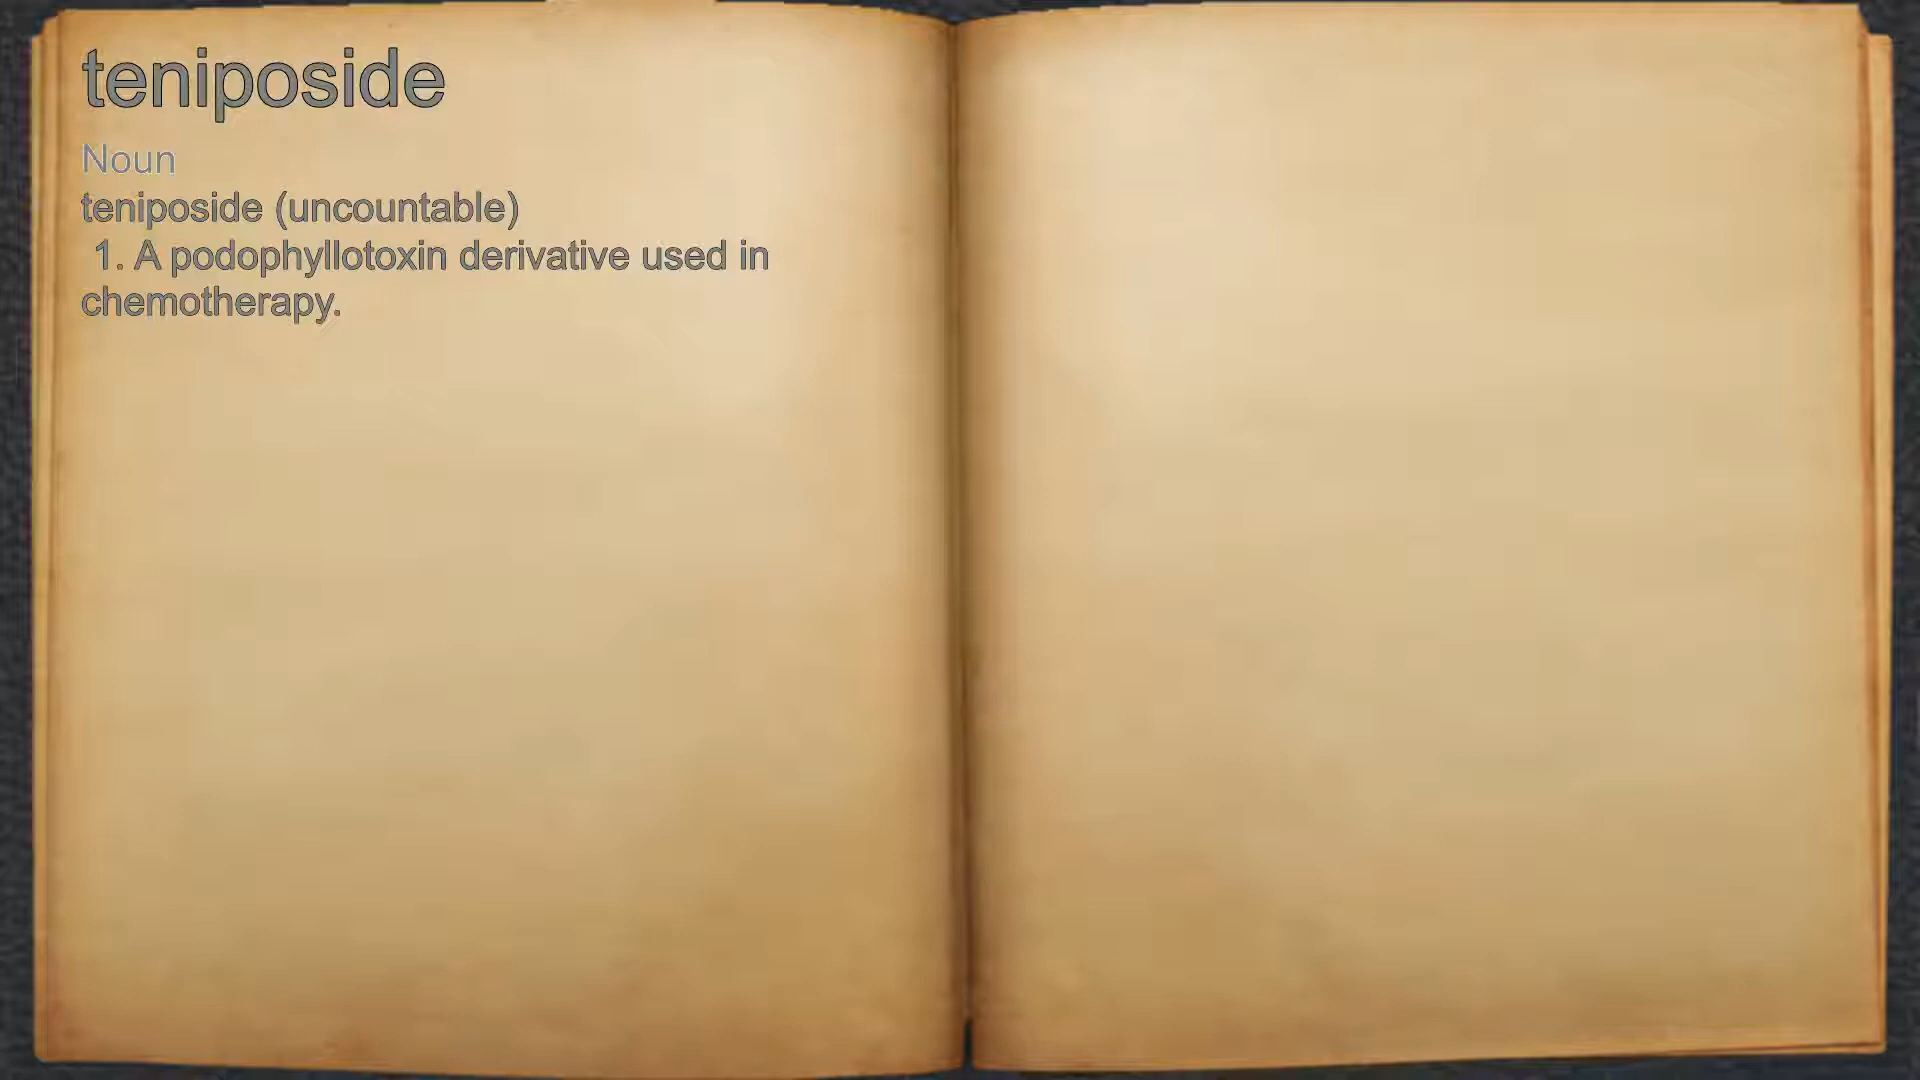 teniposide
Noun
teniposide (uncountable)
1. A podophyllotoxin derivative used in
chemotherapy.